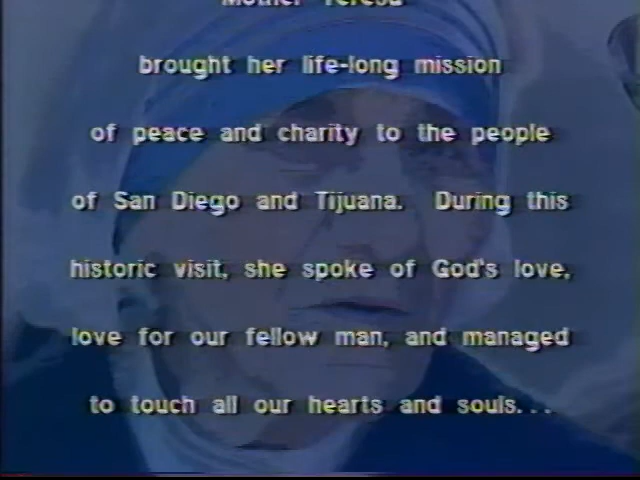 Mother Teresa
brought her life-long mission
of peace and charity to the people
of San Diego and Tijuana. During this
historic visit, she spoke of God's love,
love for our fellow man, and managed
to touch all our hearts and souls...